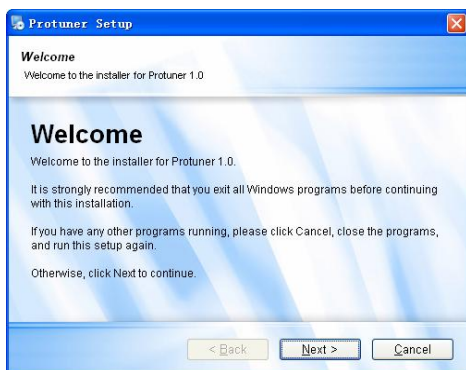 Protuner Setup
Welcome
Welcome to the installer for Protuner 1.0
Welcome
Welcome to the installer for Protuner 1.0.
It is strongly recommended that you exit all Windows programs before continuing
with this installation.
If you have any other programs running, please click Cancel, close the programs,
and run this setup again.
Otherwise, click Next to continue.
< Back
Next >
Cancel